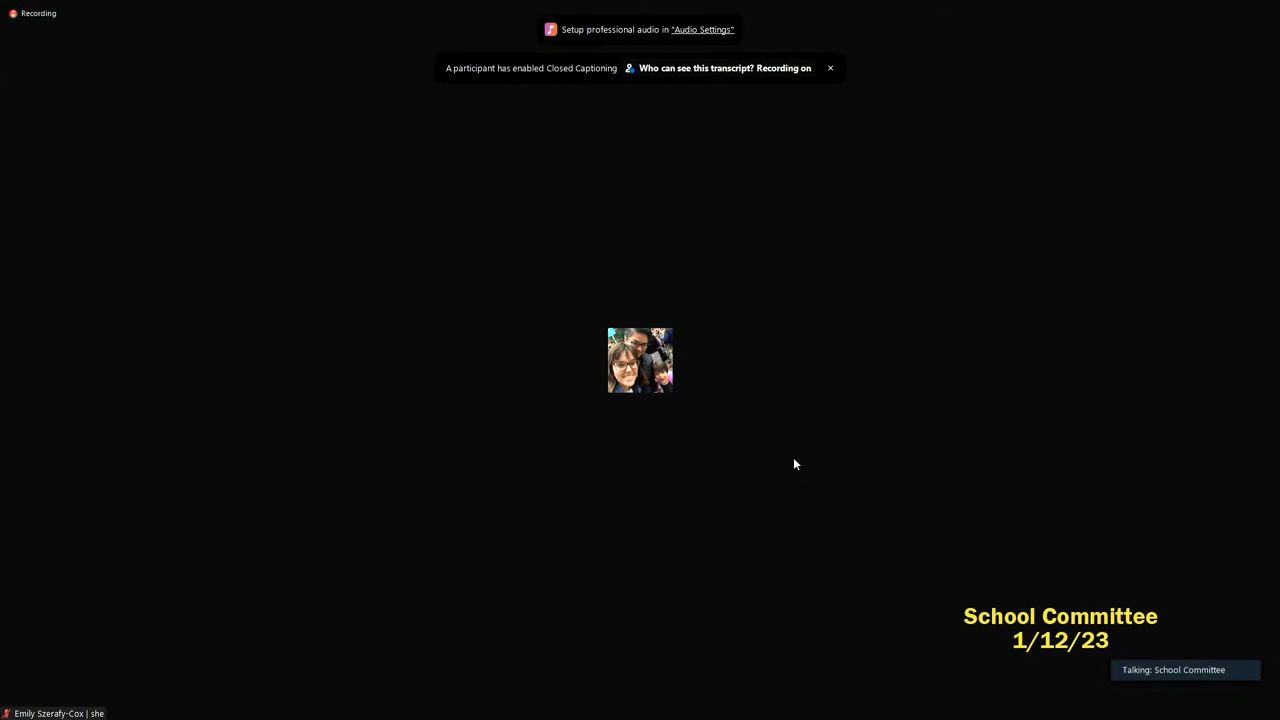 Recording
Setup professional audio in "Audio Settings"
A participant has enabled Closed Captioning Who can see this transcript? Recording on
School Committee
1/12/23
Talking: School Committee
Emily Szerafy-Cox | she